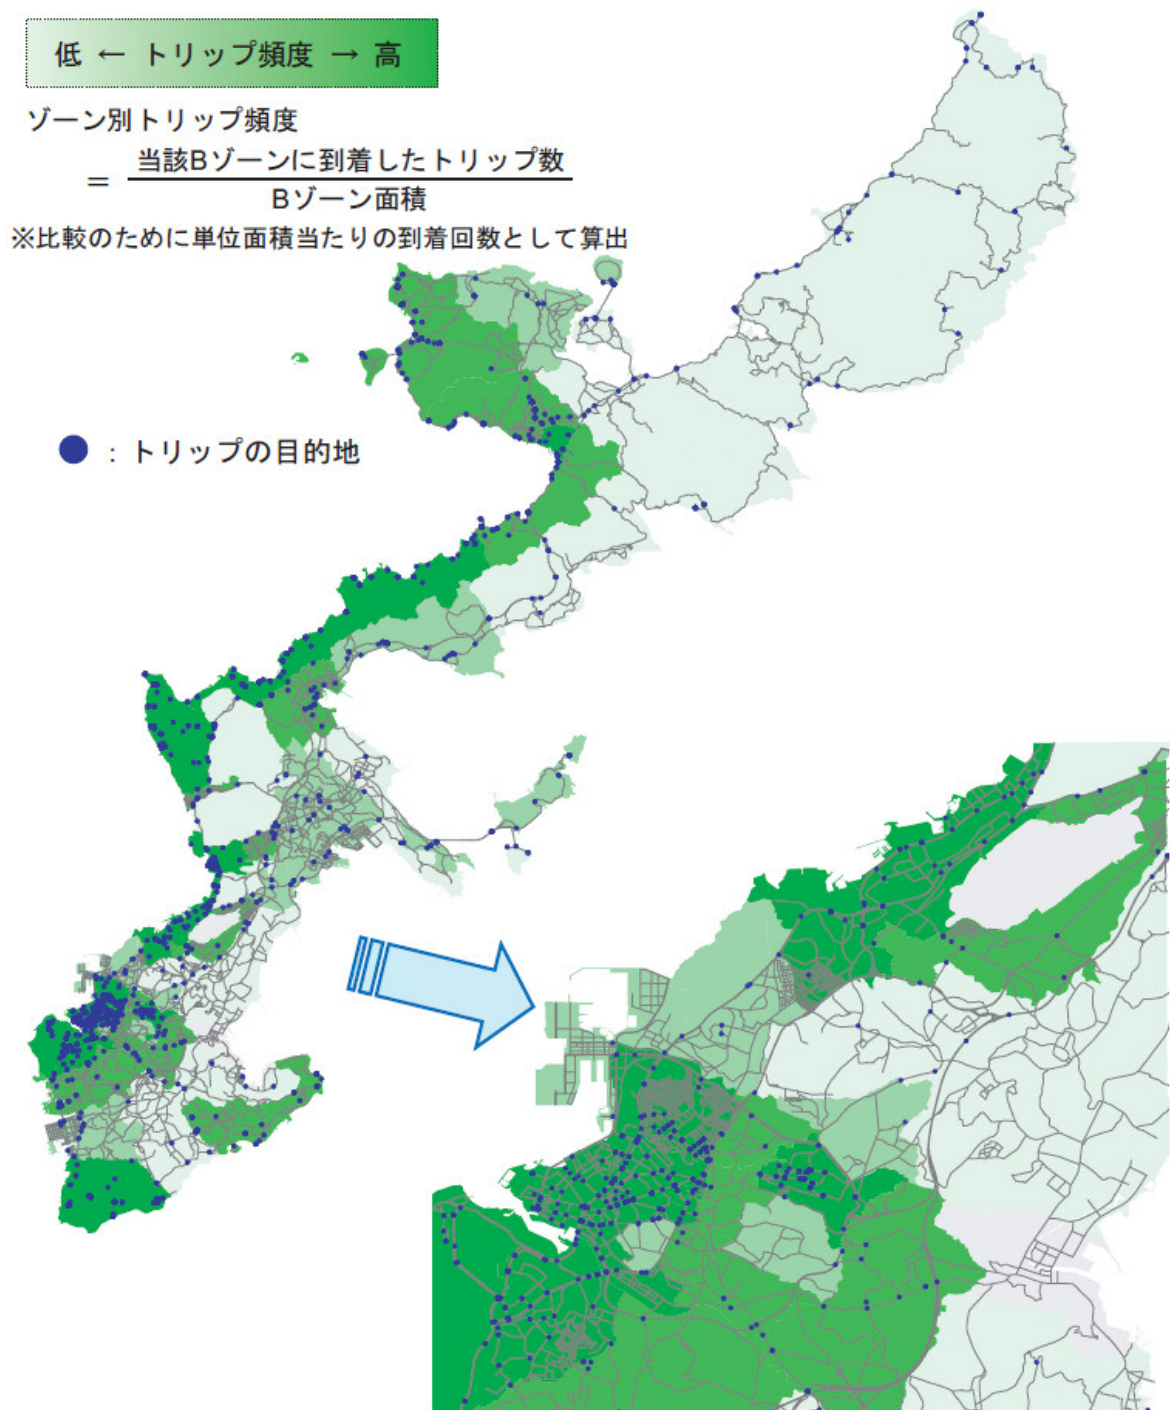 低 ← トリップ頻度 → 高
ゾーン別トリップ頻度
= 当該Bゾーンに到着したトリップ数
Bゾーン面積
※比較のために単位面積当たりの到着回数として算出
：トリップの目的地